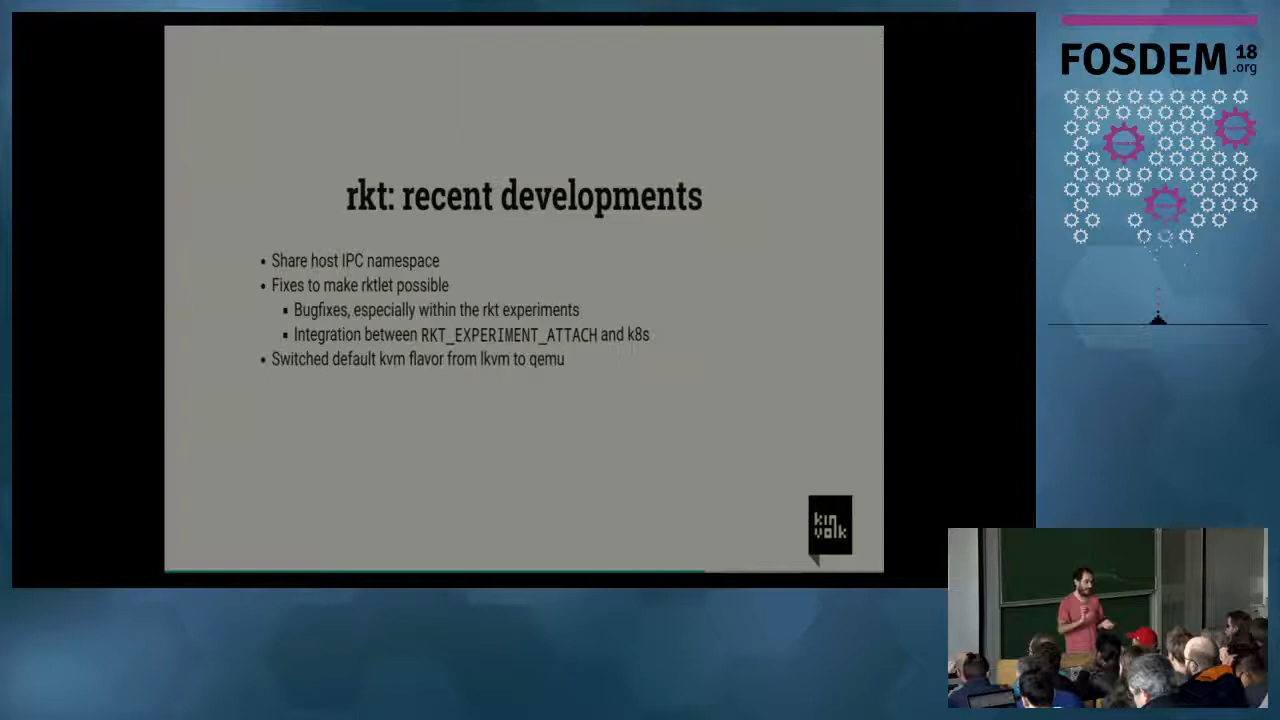 rkt: recent developments
• Share host IPC namespace
• Fixes to make rktlet possible
▪ Bugfixes, especially within the rkt experiments
▪ Integration between RKT_EXPERIMENT_ATTACH and k8s
• Switched default kvm flavor from lkvm to qemu
kin
volk
FOSDEM 18
.org